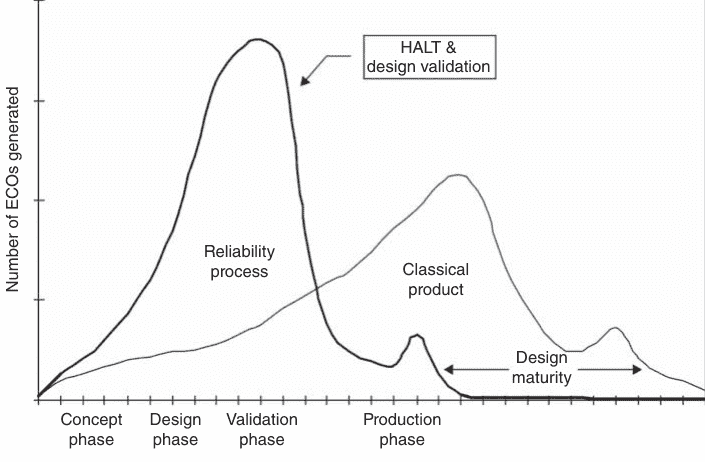 HALT &
design validation
Number of ECOs generated
Reliability
process
Classical
product
Design
maturity
Concept
phase
Design
phase
Validation
phase
Production
phase